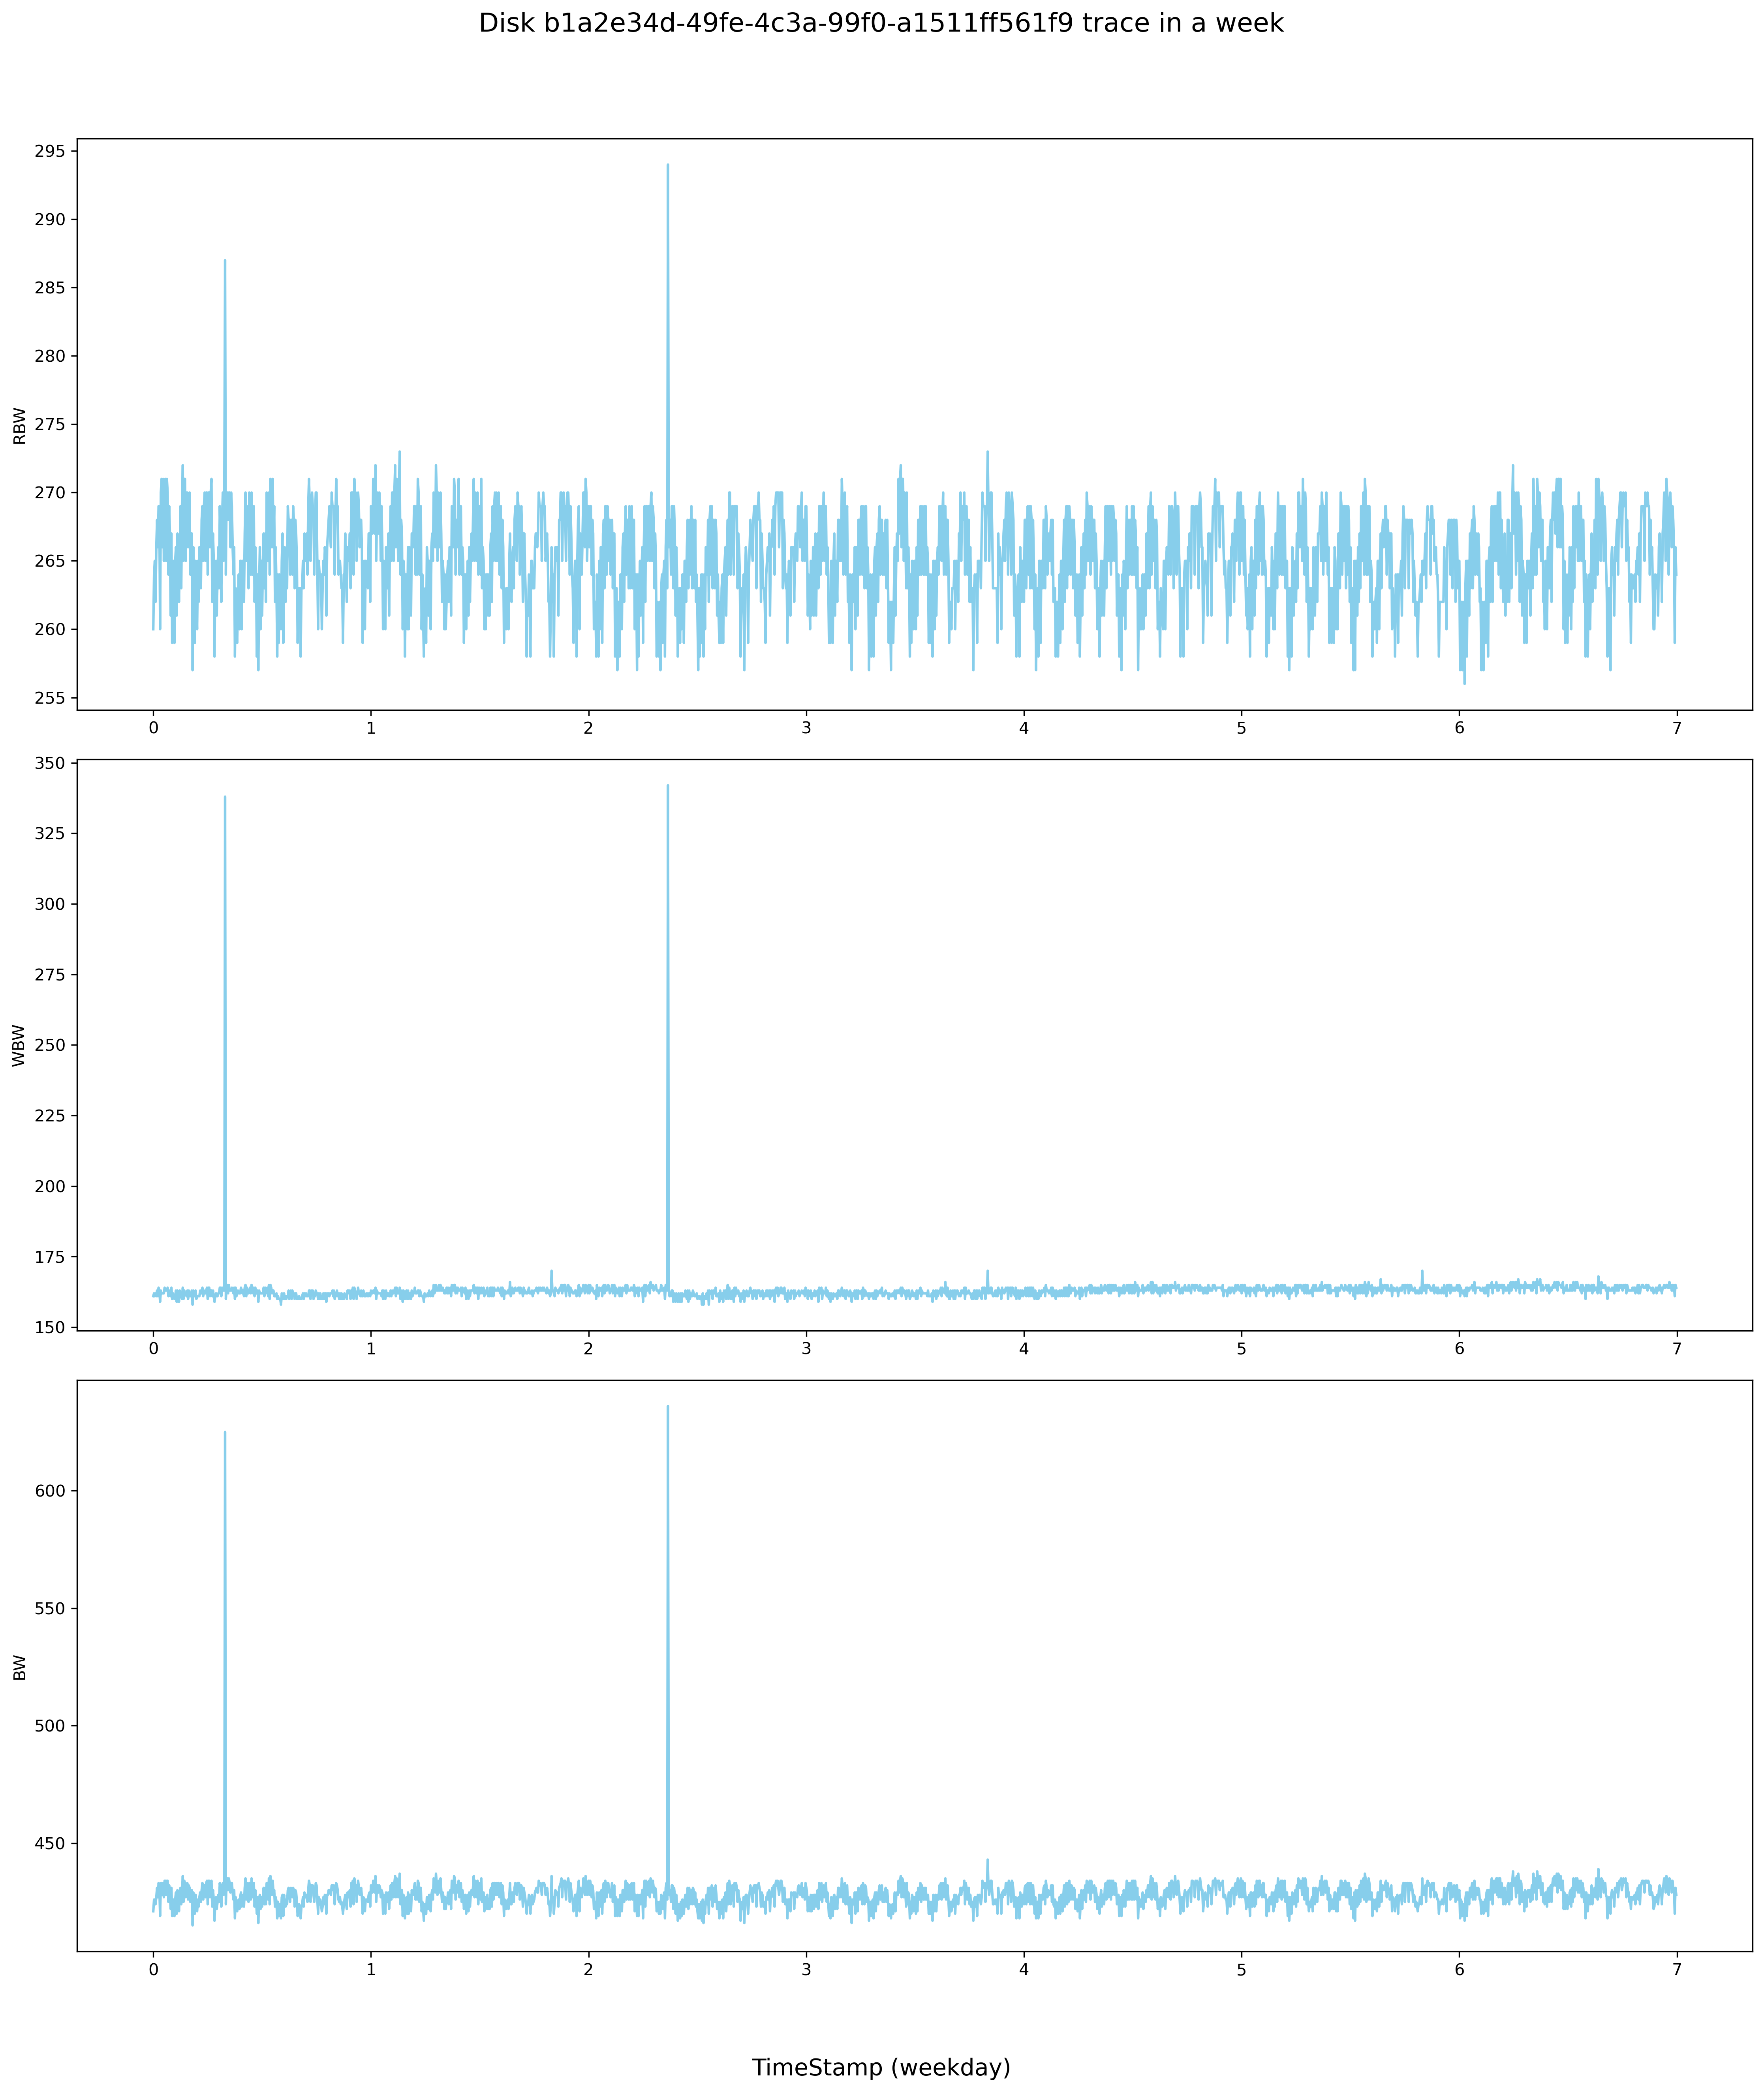 Disk b1a2e34d-49fe-4c3a-99f0-a1511ff561f9 trace in a week
295
290
285
280
275
270
265
260
255
RBW
0 1 2 3 4 5 6 7
350
325
300
275
250
225
200
175
150
WBW
0 1 2 3 4 5 6 7
600
550
500
450
BW
0 1 2 3 4 5 6 7
TimeStamp (weekday)